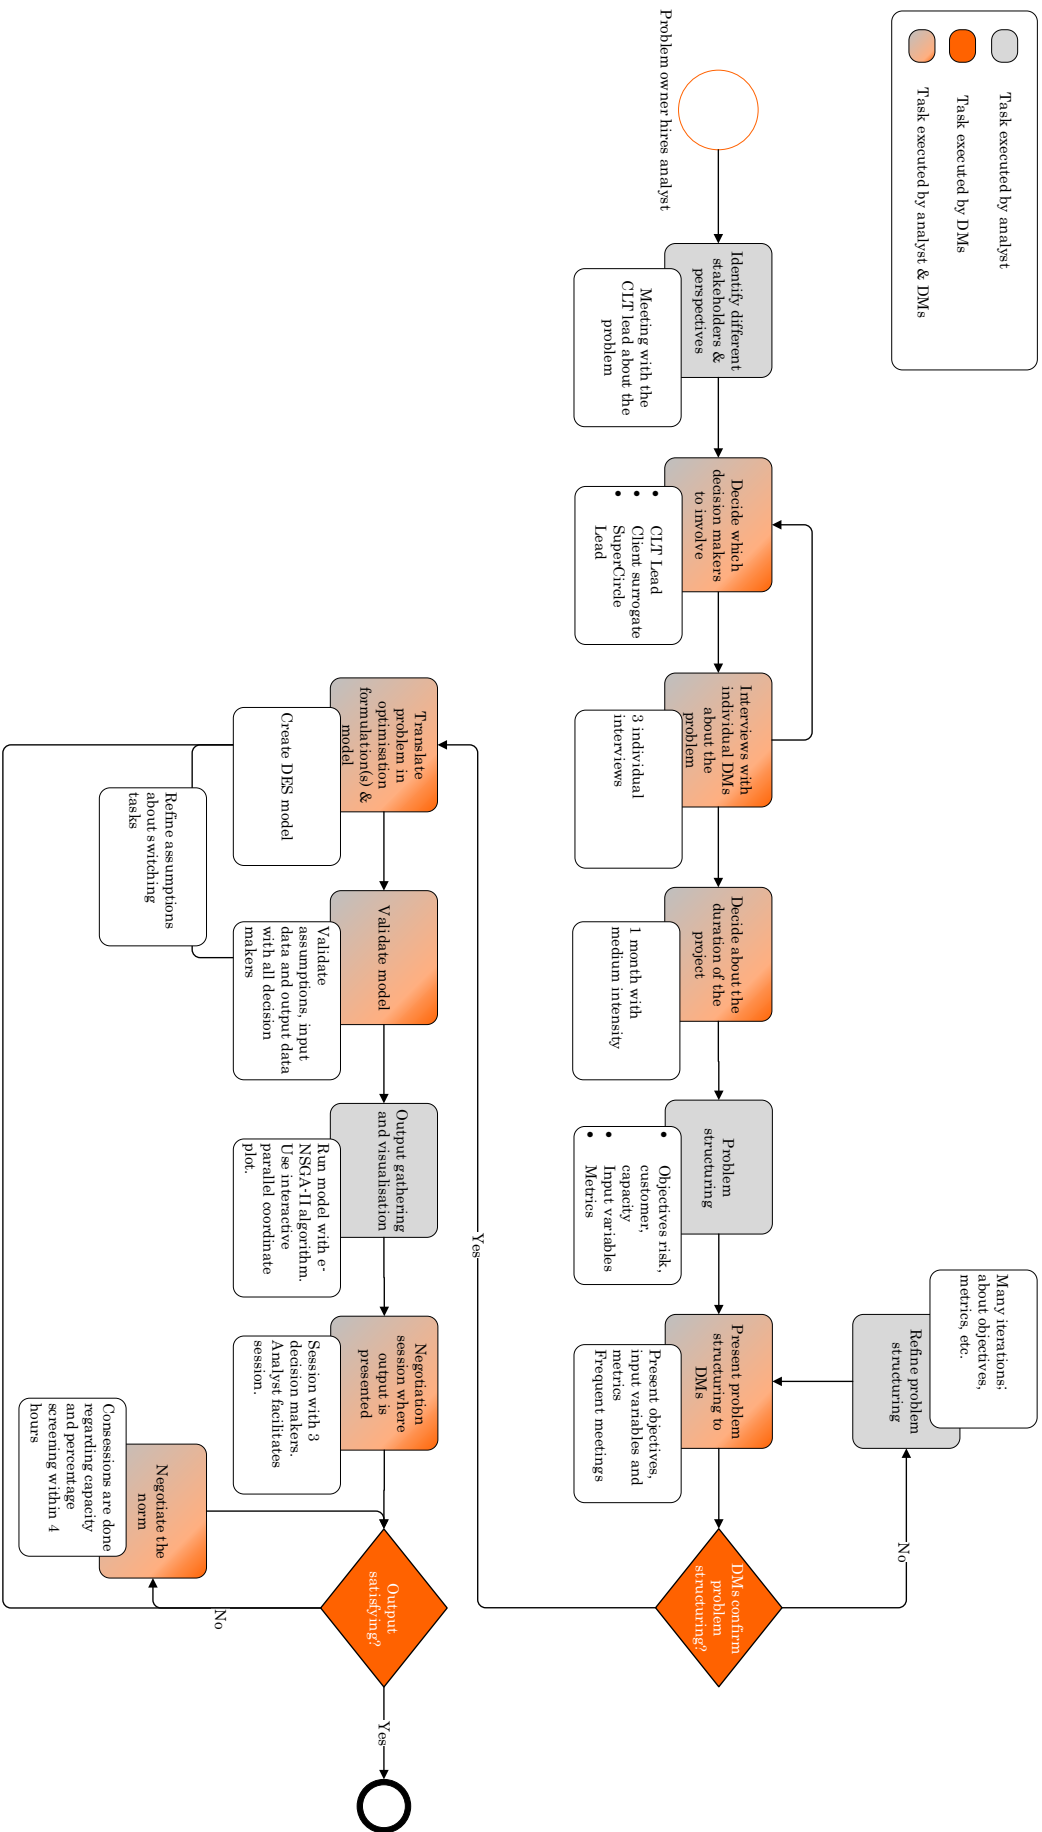 Task executed by analyst
Task executed by DMs
Task executed by analyst & DMs
Problem owner hires analyst
Identify different
stakeholders &
perspectives
Meeting with the
CLT lead about the
problem
Decide which
decision makers
to involve
• CLT Lead
• Client surrogate
• SuperCircle
Lead
Interviews with
individual DMs
about the
problem
3 individual
interviews
Decide about the
duration of the
project
1 month with
medium intensity
Problem
structuring
• Objectives risk,
customer,
capacity
• Input variables
• Metrics
Many iterations;
about objectives,
metrics, etc.
Refine problem
structuring
Present problem
structuring to
DMs
Present objectives,
input variables and
metrics
Frequent meetings
No
DMs confirm
problem
structuring?
Yes
Translate
problem in
optimisation
formulation(s) &
model
Create DES model
Refine assumptions
about switching
tasks
Validate model
Validate
assumptions, input
data and output data
with all decision
makers
Output gathering
and visualisation
Run model with e-
NSGA-II algorithm.
Use interactive
parallel coordinate
plot.
Negotiation
session where
output is
presented
Session with 3
decision makers.
Analyst facilitates
session.
Negotiate the
norm
Consessions are done
regarding capacity
and percentage
screening within 4
hours
Output
satisfying?
No
Yes